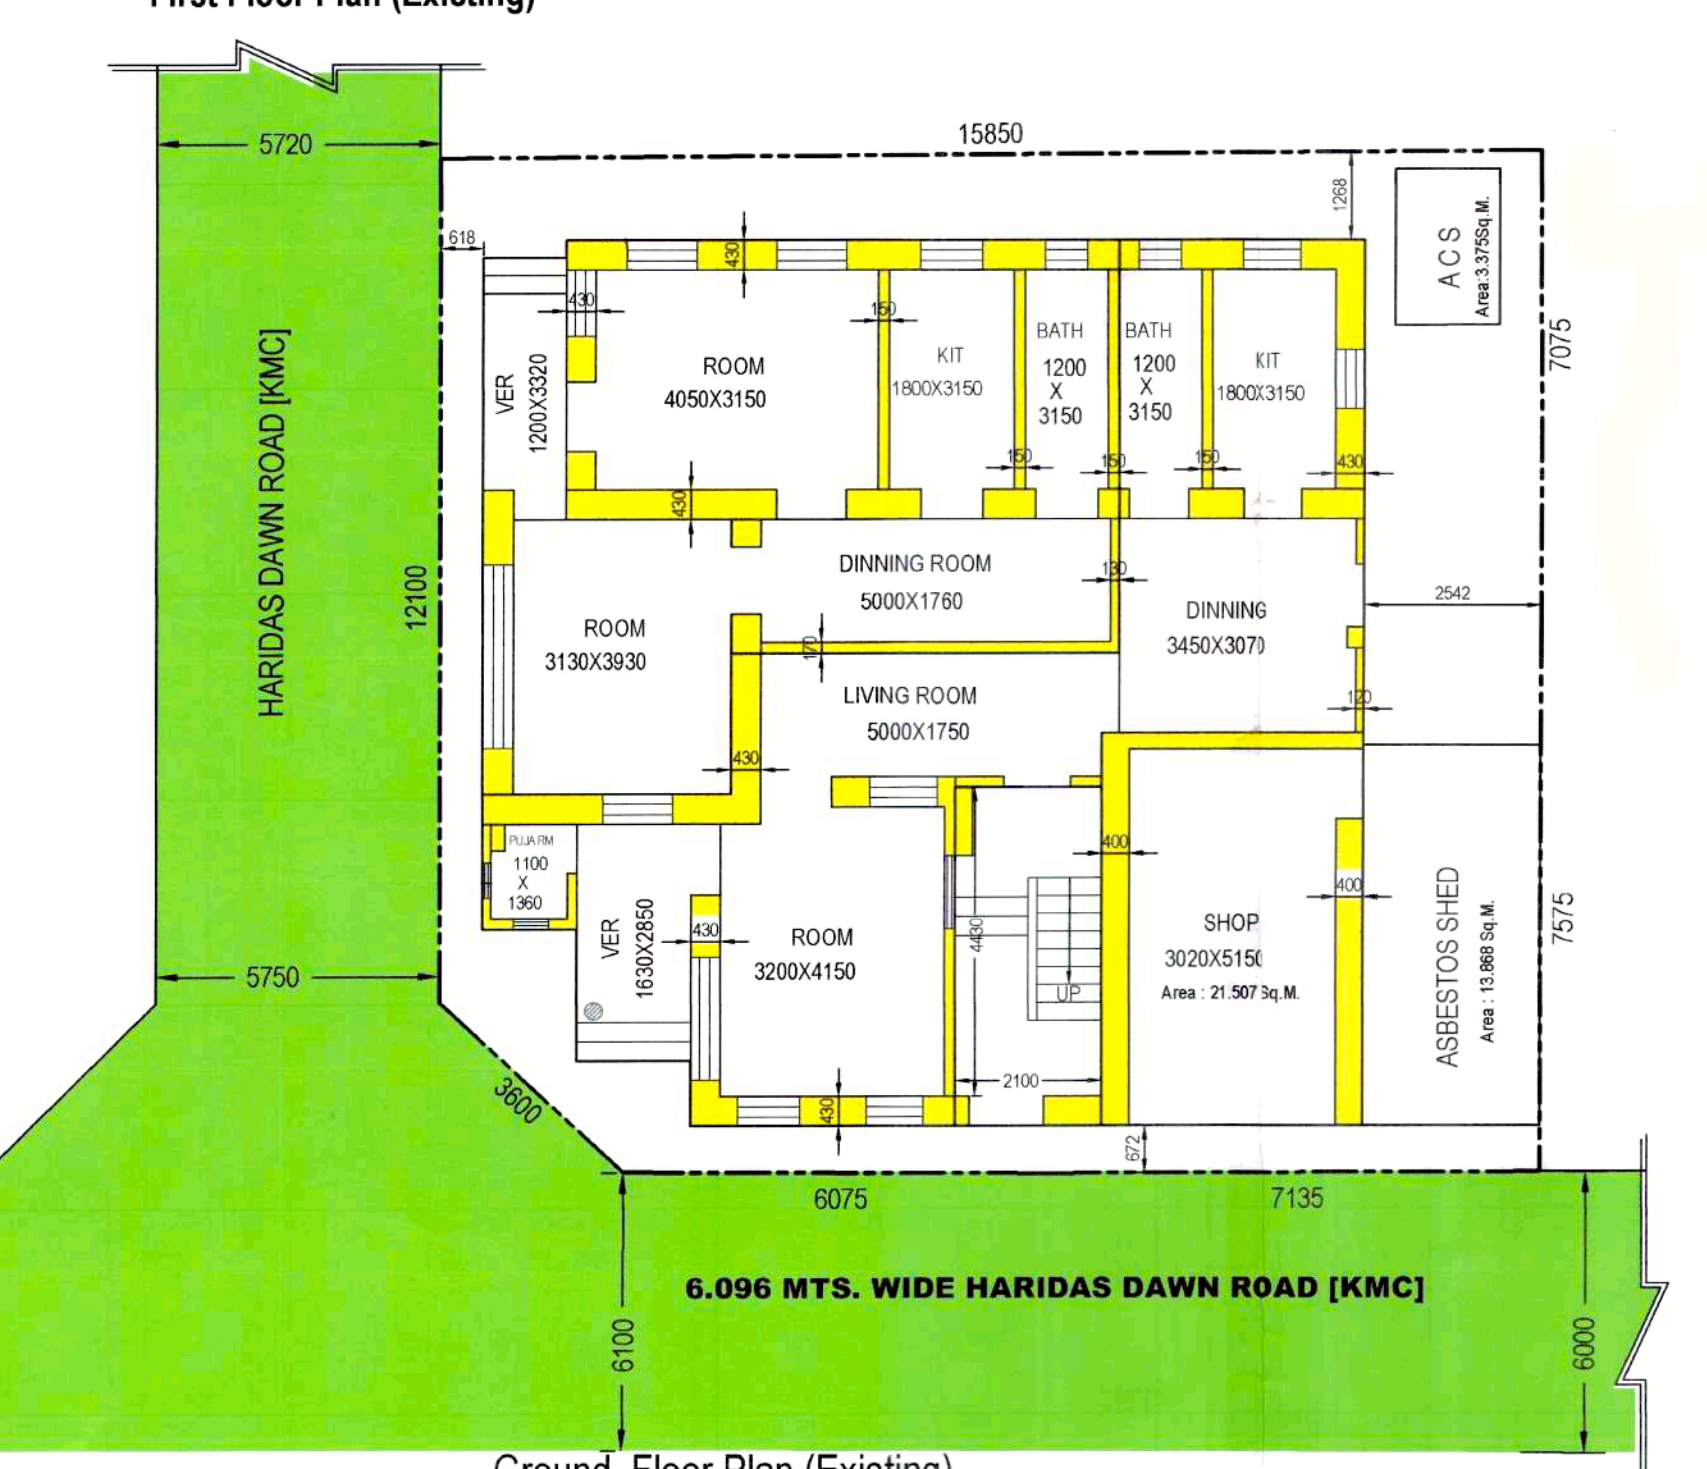 First Floor Plan (Existing)
5720
15850
1268
618
430
430
150
A C S
Area:3.375Sq.M.
VER
1200X3320
ROOM
4050X3150
KIT
1800X3150
BATH
1200
X
3150
BATH
1200
X
3150
KIT
1800X3150
7075
150
150
150
430
430
HARIDAS DAWN ROAD [KMC]
12100
DINNING ROOM
5000X1760
130
DINNING
3450X3070
2542
ROOM
3130X3930
170
LIVING ROOM
5000X1750
120
430
PUJA RM
1100
X
1360
VER
1630X2850
430
ROOM
3200X4150
4430
UP
400
SHOP
3020X5150
Area : 21.507 Sq.M.
400
ASBESTOS SHED
Area : 13.868 Sq.M.
7575
5750
2100
430
3600
672
6075
7135
6.096 MTS. WIDE HARIDAS DAWN ROAD [KMC]
6100
6000
Ground Floor Plan (Existing)